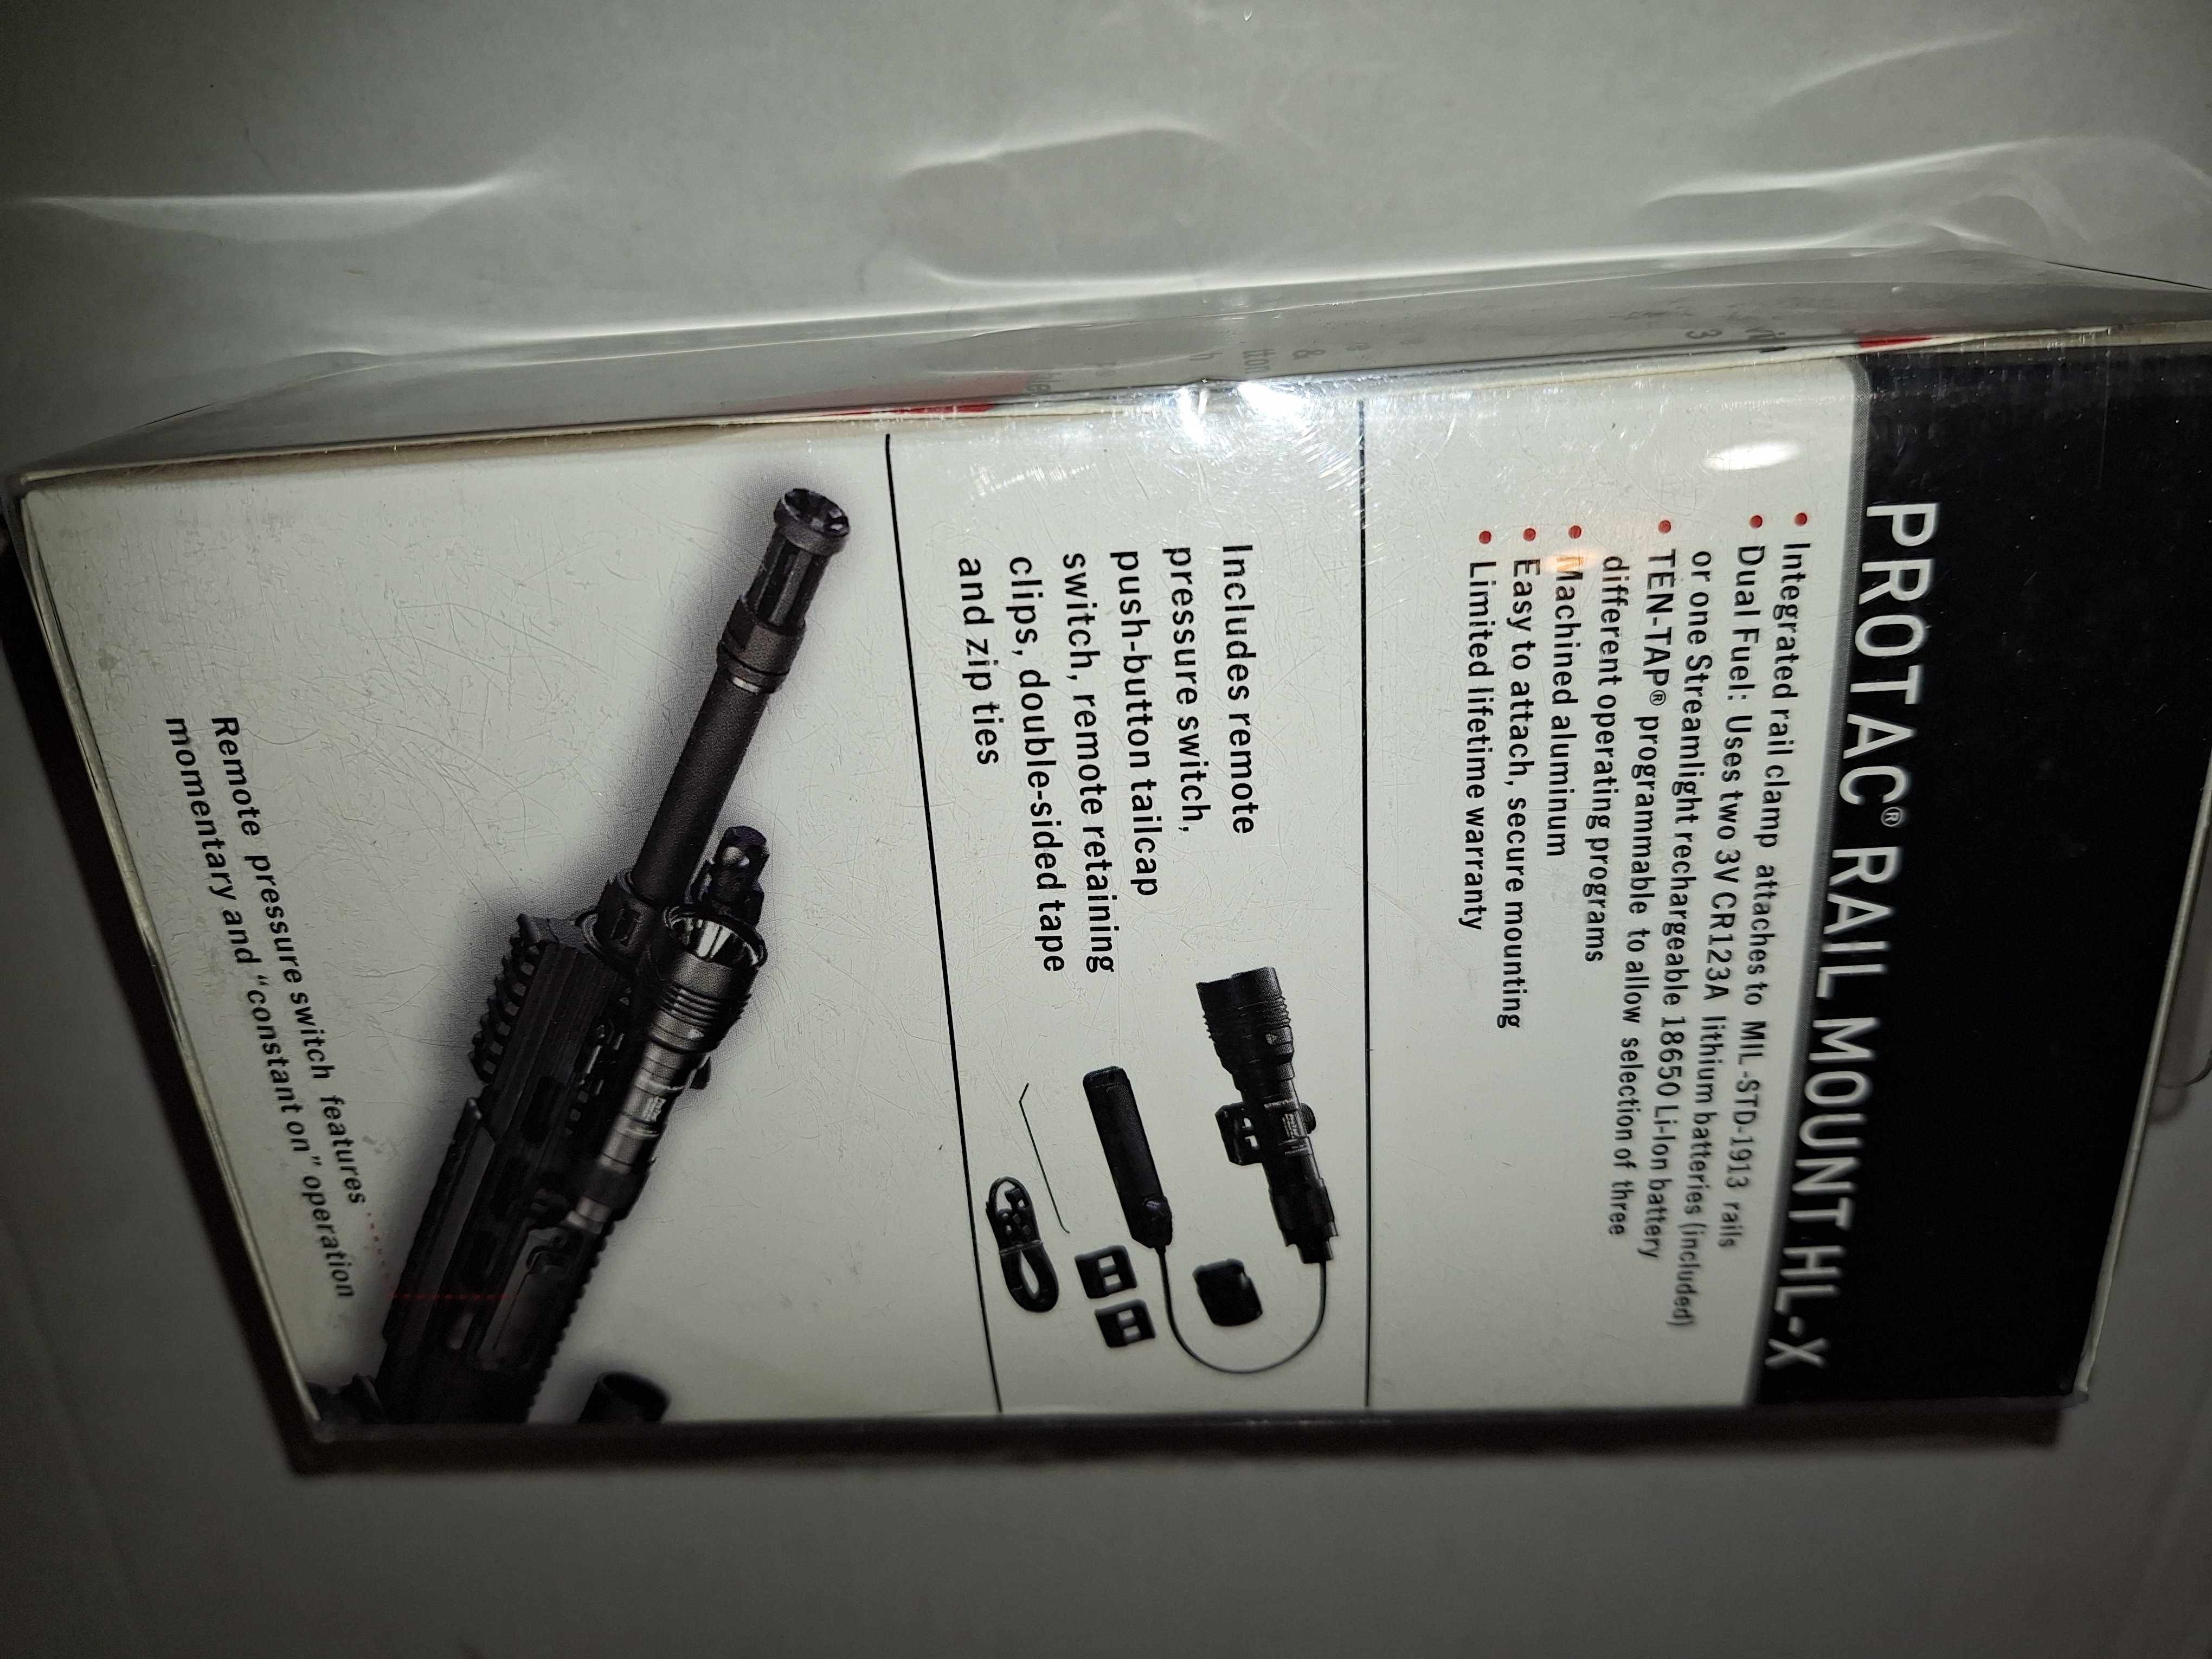 PROTAC® RAIL MOUNT HL-X
• Integrated rail clamp attaches to MIL-STD-1913 rails
• Dual Fuel: Uses two 3V CR123A lithium batteries (included)
or one Streamlight rechargeable 18650 Li-Ion battery
• TEN-TAP® programmable to allow selection of three
different operating programs
• Machined aluminum
• Easy to attach, secure mounting
• Limited lifetime warranty
Includes remote
pressure switch,
push-button tailcap
switch, remote retaining
clips, double-sided tape
and zip ties
Remote pressure switch features
momentary and “constant on” operation